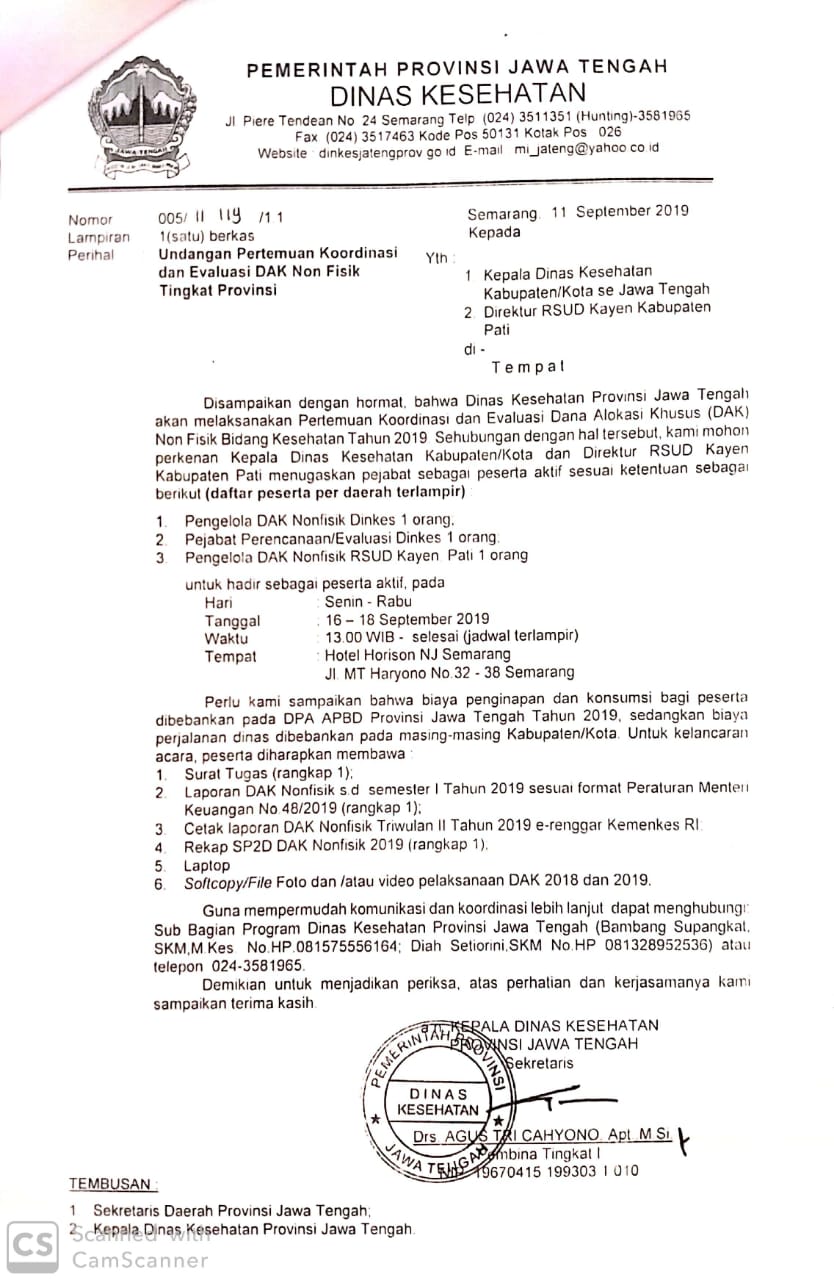 PEMERINTAH PROVINSI JAWA TENGAH
DINAS KESEHATAN
Jl Piere Tendean No 24 Semarang Telp (024) 3511351 (Hunting)-3581965
Fax (024) 3517463 Kode Pos 50131 Kotak Pos 026
Website : dinkesjatengprov go id E-mail mi_jateng@yahoo co id
JAWA TENGAH
Nomor 005/ 11 119 /11
Lampiran 1(satu) berkas
Perihal Undangan Pertemuan Koordinasi
dan Evaluasi DAK Non Fisik
Tingkat Provinsi
Semarang, 11 September 2019
Kepada
Yth :
1 Kepala Dinas Kesehatan
Kabupaten/Kota se Jawa Tengah
2. Direktur RSUD Kayen Kabupaten
Pati
di -
Tempat
Disampaikan dengan hormat, bahwa Dinas Kesehatan Provinsi Jawa Tengah
akan melaksanakan Pertemuan Koordinasi dan Evaluasi Dana Alokasi Khusus (DAK)
Non Fisik Bidang Kesehatan Tahun 2019. Sehubungan dengan hal tersebut, kami mohon
perkenan Kepala Dinas Kesehatan Kabupaten/Kota dan Direktur RSUD Kayen
Kabupaten Pati menugaskan pejabat sebagai peserta aktif sesuai ketentuan sebagai
berikut (daftar peserta per daerah terlampir) :
1. Pengelola DAK Nonfisik Dinkes 1 orang,
2. Pejabat Perencanaan/Evaluasi Dinkes 1 orang;
3. Pengelola DAK Nonfisik RSUD Kayen Pati 1 orang
untuk hadir sebagai peserta aktif, pada
Hari : Senin - Rabu
Tanggal : 16 – 18 September 2019
Waktu : 13.00 WIB - selesai (jadwal terlampir)
Tempat : Hotel Horison NJ Semarang
Jl. MT Haryono No.32 - 38 Semarang
Perlu kami sampaikan bahwa biaya penginapan dan konsumsi bagi peserta
dibebankan pada DPA APBD Provinsi Jawa Tengah Tahun 2019, sedangkan biaya
perjalanan dinas dibebankan pada masing-masing Kabupaten/Kota. Untuk kelancaran
acara, peserta diharapkan membawa :
1. Surat Tugas (rangkap 1);
2. Laporan DAK Nonfisik s.d semester I Tahun 2019 sesuai format Peraturan Menteri
Keuangan No.48/2019 (rangkap 1);
3. Cetak laporan DAK Nonfisik Triwulan II Tahun 2019 e-renggar Kemenkes RI;
4. Rekap SP2D DAK Nonfisik 2019 (rangkap 1),
5. Laptop
6. Softcopy/File Foto dan /atau video pelaksanaan DAK 2018 dan 2019.
Guna mempermudah komunikasi dan koordinasi lebih lanjut dapat menghubungi:
Sub Bagian Program Dinas Kesehatan Provinsi Jawa Tengah (Bambang Supangkat,
SKM,M.Kes No.HP.081575556164; Diah Setiorini,SKM No.HP 081328952536) atau
telepon 024-3581965.
Demikian untuk menjadikan periksa, atas perhatian dan kerjasamanya kami
sampaikan terima kasih.
KEPALA DINAS KESEHATAN
PROVINSI JAWA TENGAH
Sekretaris
PEMERINTAH PROVINSI
DINAS
KESEHATAN
JAWA TENGAH
Drs. AGUS TRI CAHYONO. Apt. M.Si.
Pembina Tingkat I
NIP 19670415 199303 1 010
TEMBUSAN :
1 Sekretaris Daerah Provinsi Jawa Tengah;
2 Kepala Dinas Kesehatan Provinsi Jawa Tengah.
CS Scanned with
CamScanner